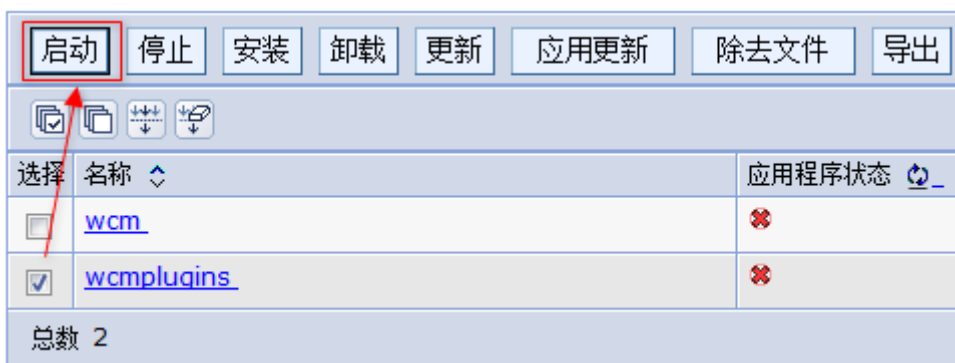 启动 停止 安装 卸载 更新 应用更新 除去文件 导出
选择 名称 应用程序状态
wcm
wcmplugins
总数 2